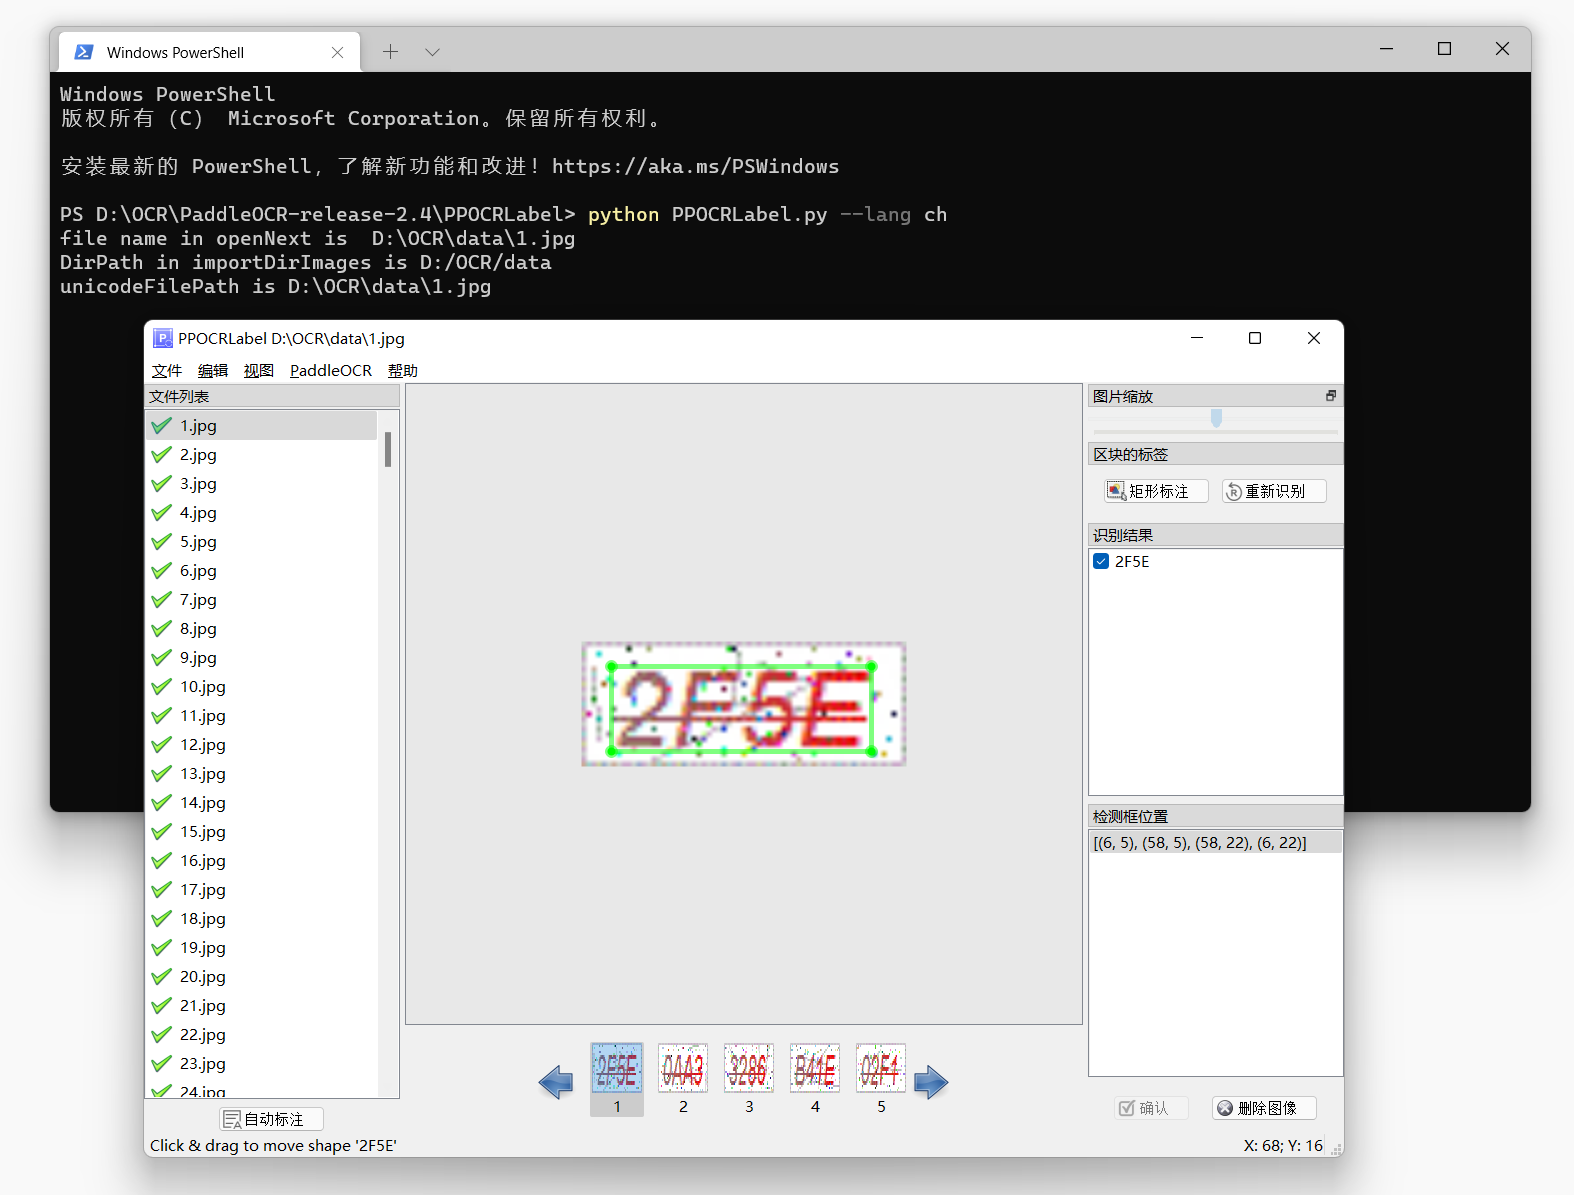 Windows PowerShell
Windows PowerShell
版权所有 (C)  Microsoft Corporation。保留所有权利。
安装最新的 PowerShell，了解新功能和改进！https://aka.ms/PSWindows
PS D:\OCR\PaddleOCR-release-2.4\PPOCRLabel> python PPOCRLabel.py --lang ch
file name in openNext is  D:\OCR\data\1.jpg
DirPath in importDirImages is D:/OCR/data
unicodeFilePath is D:\OCR\data\1.jpg
PPOCRLabel D:\OCR\data\1.jpg
文件 编辑 视图 PaddleOCR 帮助
文件列表
1.jpg
2.jpg
3.jpg
4.jpg
5.jpg
6.jpg
7.jpg
8.jpg
9.jpg
10.jpg
11.jpg
12.jpg
13.jpg
14.jpg
15.jpg
16.jpg
17.jpg
18.jpg
19.jpg
20.jpg
21.jpg
22.jpg
23.jpg
24.jpg
自动标注
2F5E
2F5E 0AA3 3286 B41E 02F1
1 2 3 4 5
图片缩放
区块的标签
矩形标注 重新识别
识别结果
2F5E
检测框位置
[(6, 5), (58, 5), (58, 22), (6, 22)]
确认 删除图像
Click & drag to move shape '2F5E'
X: 68; Y: 16